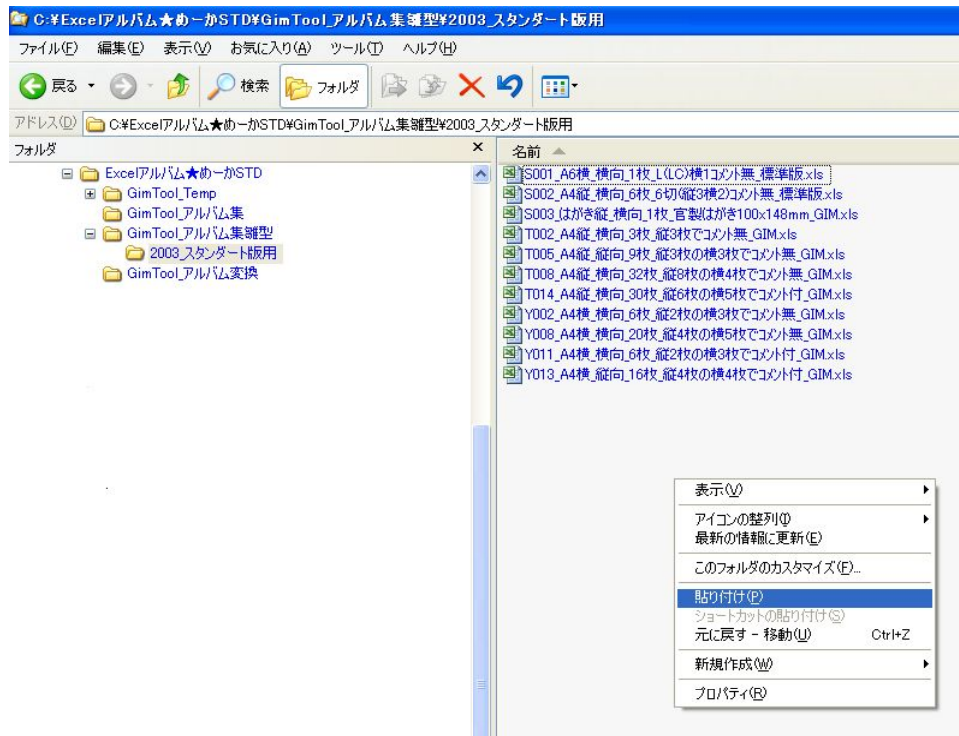 C:¥Excelアルバム★めーかSTD¥GimTool_アルバム集雛型¥2003_スタンダート版用
ファイル(F) 編集(E) 表示(V) お気に入り(A) ツール(T) ヘルプ(H)
戻る 検索 フォルダ
アドレス(D) C:¥Excelアルバム★めーかSTD¥GimTool_アルバム集雛型¥2003_スタンダート版用
フォルダ
Excelアルバム★めーかSTD
GimTool_Temp
GimTool_アルバム集
GimTool_アルバム集雛型
2003_スタンダート版用
GimTool_アルバム変換
名前
S001_A6横_横向_1枚_L(LC)横1コメント無_標準版.xls
S002_A4縦_横向_6枚_6切(縦3横2)コメント無_標準版.xls
S003_(はがき縦_横向_1枚_官製はがき100x148mm_GIM.xls
T002_A4縦_横向_3枚_縦3枚でコメント無_GIM.xls
T005_A4縦_縦向_9枚_縦3枚の横3枚でコメント無_GIM.xls
T008_A4縦_横向_32枚_縦8枚の横4枚でコメント無_GIM.xls
T014_A4縦_横向_30枚_縦6枚の横5枚でコメント付_GIM.xls
Y002_A4横_横向_6枚_縦2枚の横3枚でコメント無_GIM.xls
Y008_A4横_横向_20枚_縦4枚の横5枚でコメント無_GIM.xls
Y011_A4横_横向_6枚_縦2枚の横3枚でコメント付_GIM.xls
Y013_A4横_縦向_16枚_縦4枚の横4枚でコメント付_GIM.xls
表示(V)
アイコンの整列(I)
最新の情報に更新(E)
このフォルダのカスタマイズ(F)...
貼り付け(P)
ショートカットの貼り付け(S)
元に戻す - 移動(U) Ctrl+Z
新規作成(W)
プロパティ(R)